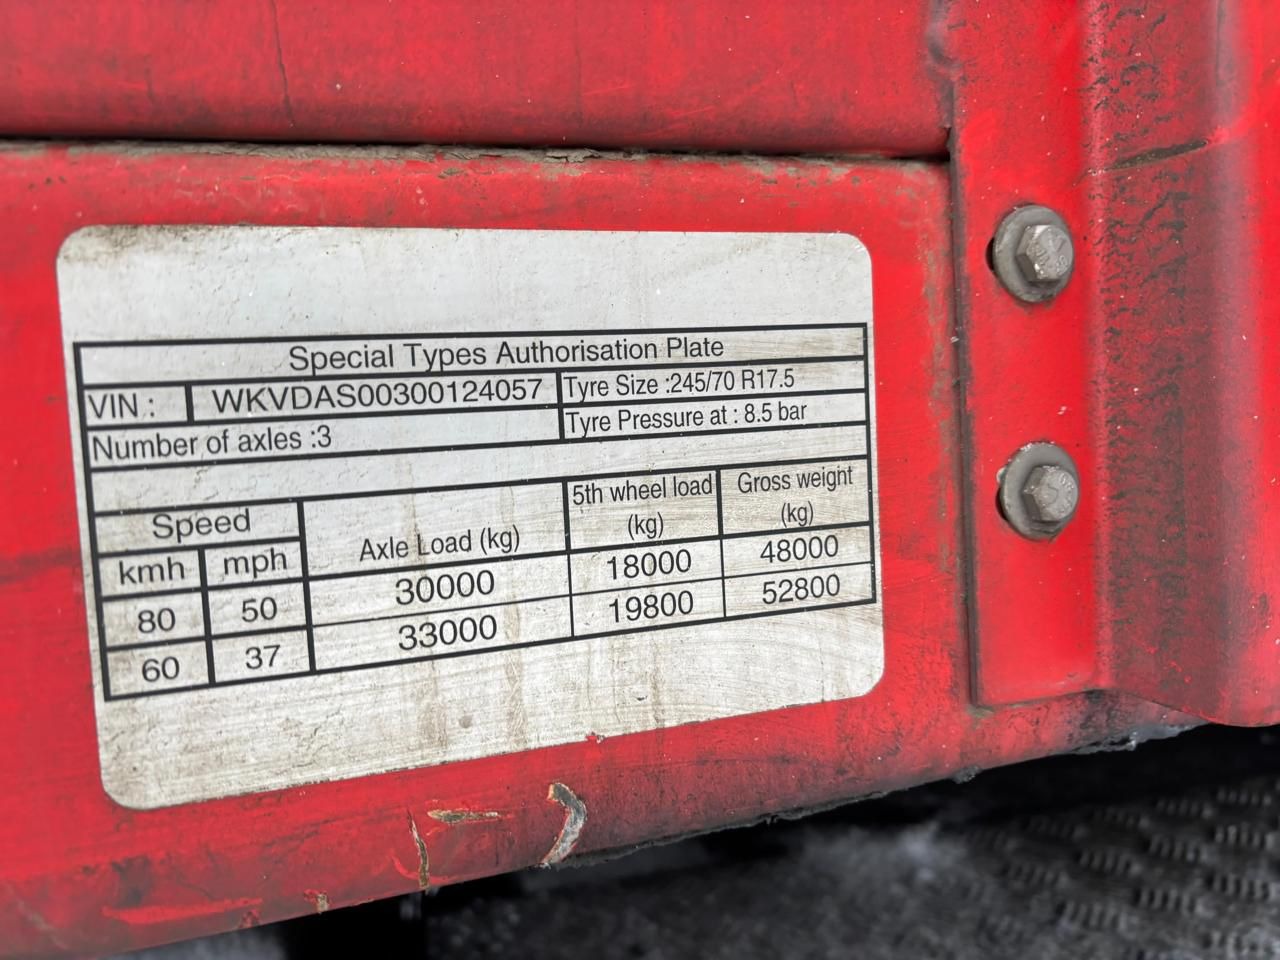 Special Types Authorisation Plate
VIN : WKVDAS00300124057 Tyre Size :245/70 R17.5
Number of axles :3 Tyre Pressure at : 8.5 bar
Speed Axle Load (kg) 5th wheel load (kg) Gross weight (kg)
kmh mph
80 50 30000 18000 48000
60 37 33000 19800 52800